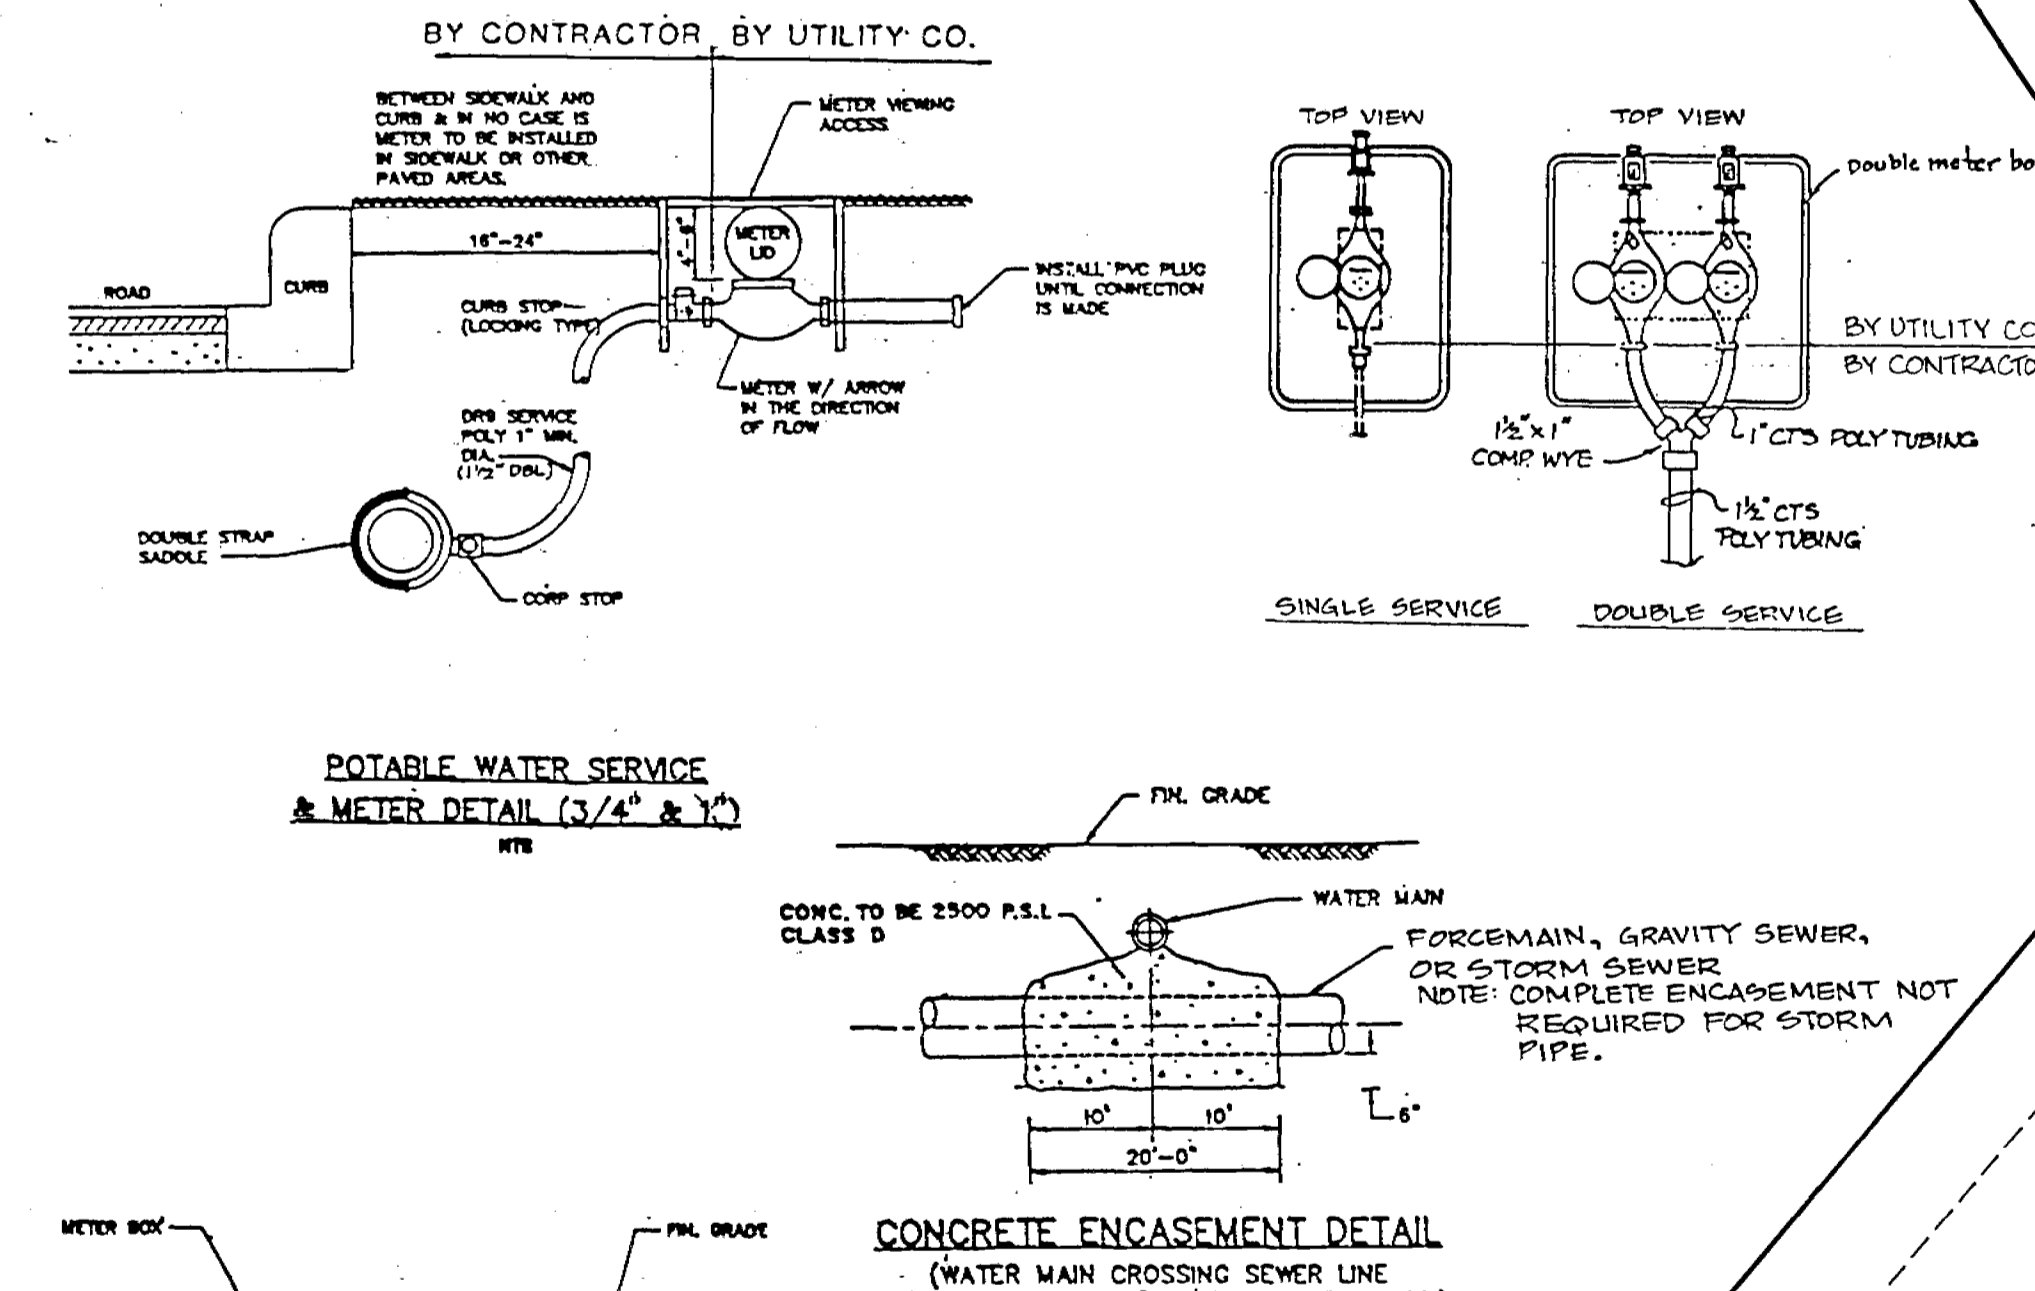 BY CONTRACTOR BY UTILITY CO.
BETWEEN SIDEWALK AND
CURB & IN NO CASE IS
METER TO BE INSTALLED
IN SIDEWALK OR OTHER
PAVED AREAS.
METER VIEWING
ACCESS
16"-24"
4"-6"
METER
LID
ROAD
CURB
CURB STOP
(LOCKING TYPE)
INSTALL PVC PLUG
UNTIL CONNECTION
IS MADE
METER W/ ARROW
IN THE DIRECTION
OF FLOW
DR9 SERVICE
POLY 1" MIN.
DIA.
(1 1/2" DBL)
DOUBLE STRAP
SADDLE
CORP STOP
TOP VIEW
TOP VIEW
Double meter bo
BY UTILITY CO
BY CONTRACTO
1½" x 1"
COMP. WYE
1" CTS POLY TUBING
1½" CTS
POLY TUBING
SINGLE SERVICE
DOUBLE SERVICE
POTABLE WATER SERVICE
& METER DETAIL (3/4" & 1")
NTS
FIN. GRADE
CONC. TO BE 2500 P.S.I.
CLASS D
WATER MAIN
FORCEMAIN, GRAVITY SEWER,
OR STORM SEWER
NOTE: COMPLETE ENCASEMENT NOT
REQUIRED FOR STORM
PIPE.
6"
10' 10'
20'-0"
METER BOX
FIN. GRADE
CONCRETE ENCASEMENT DETAIL
(WATER MAIN CROSSING SEWER LINE